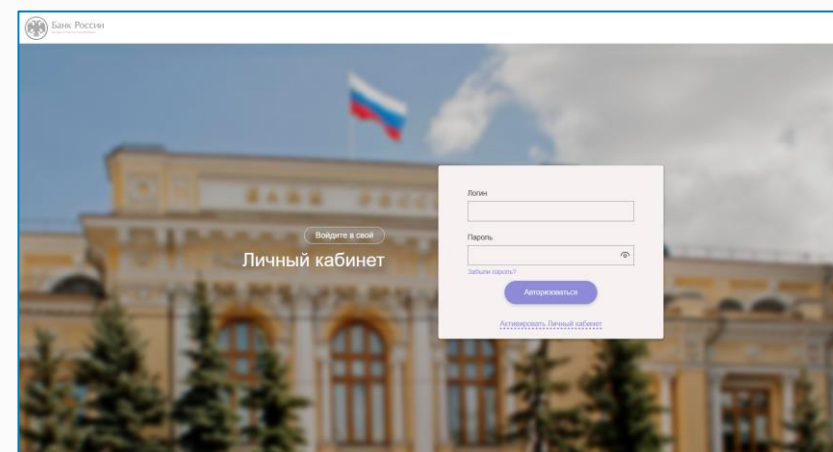 Банк России
Войдите в свой
Личный кабинет
Логин
Пароль
Забыли пароль?
Авторизоваться
Активировать Личный кабинет